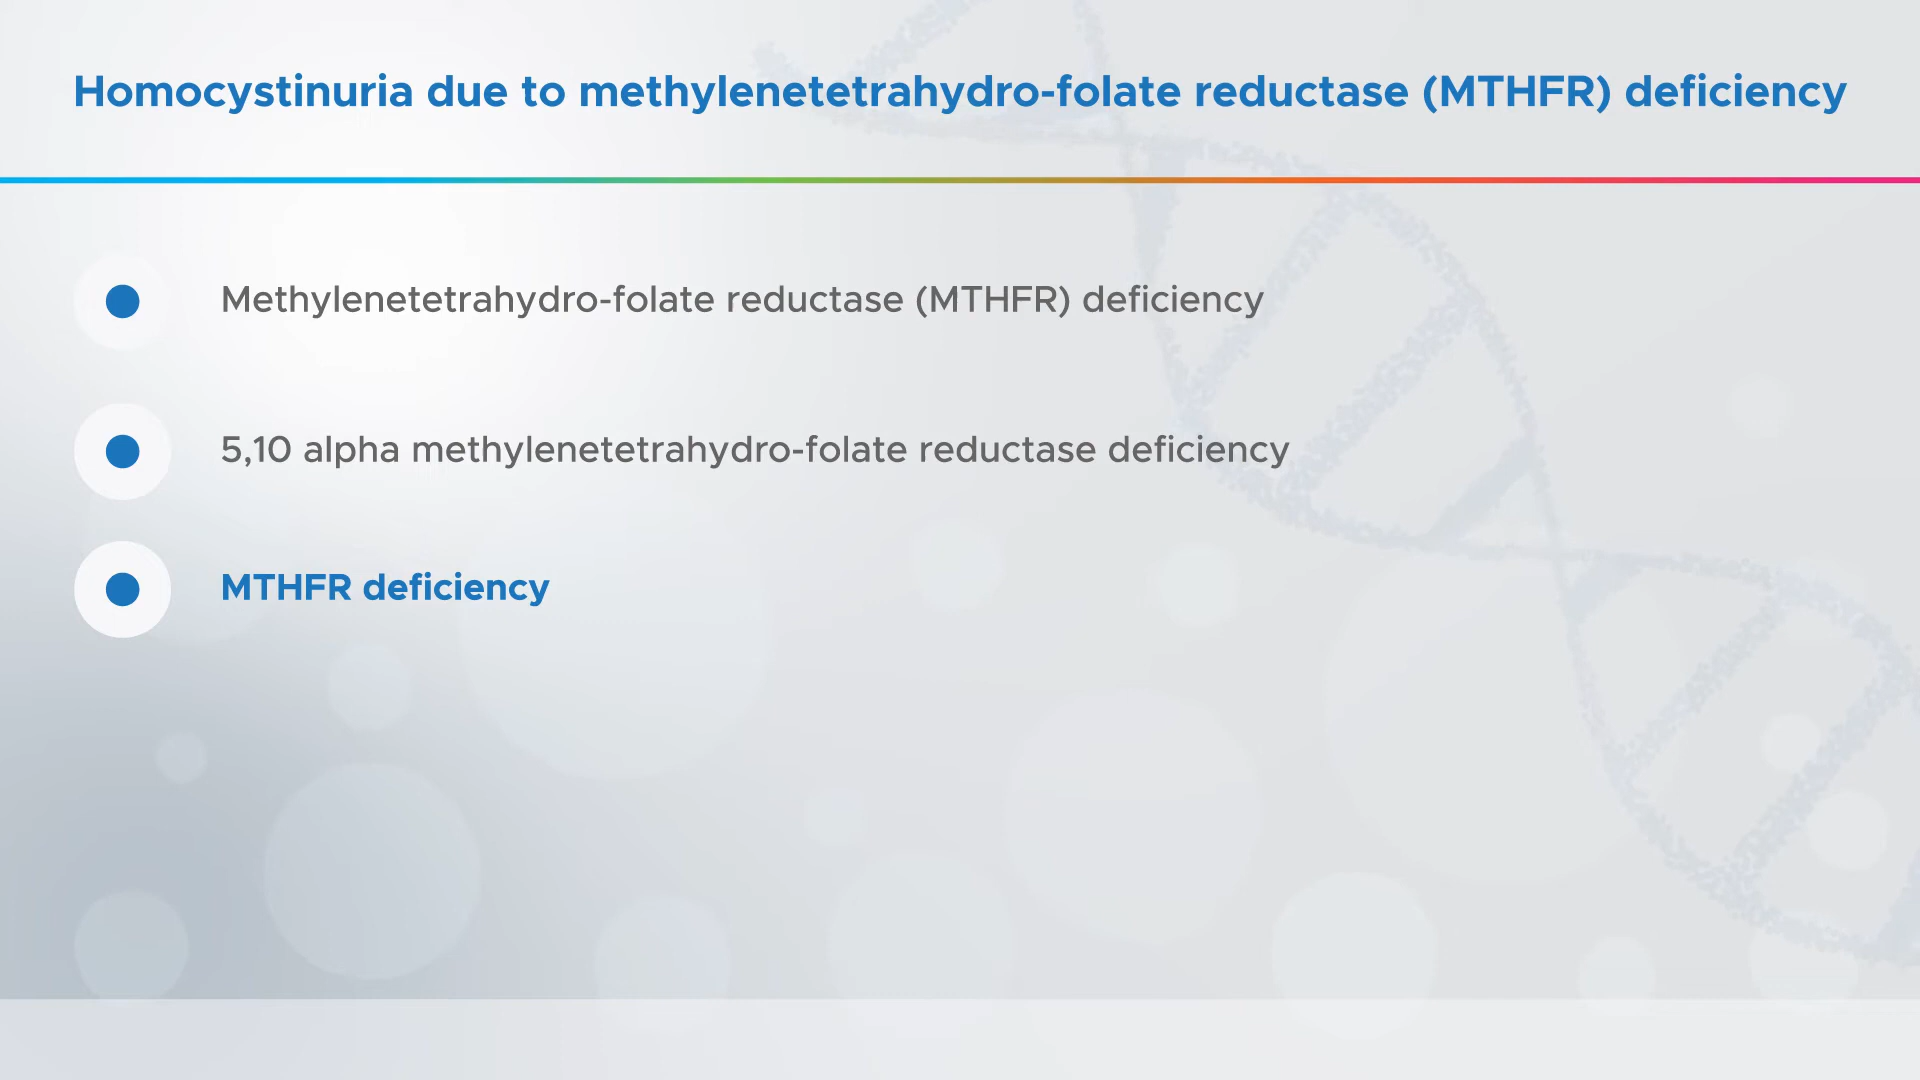 Homocystinuria due to methylenetetrahydro-folate reductase (MTHFR) deficiency
Methylenetetrahydro-folate reductase (MTHFR) deficiency
5,10 alpha methylenetetrahydro-folate reductase deficiency
MTHFR deficiency